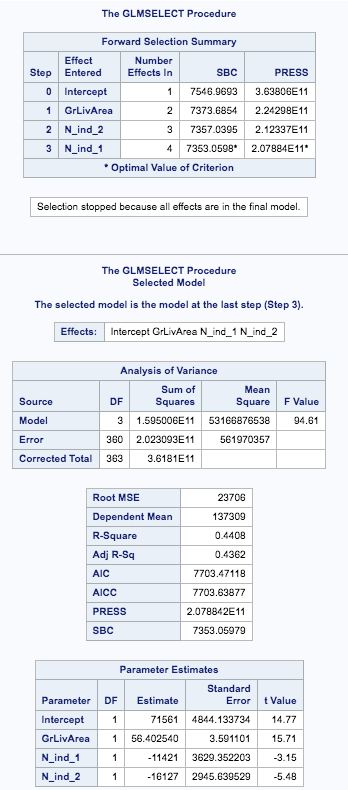 The GLMSELECT Procedure
Forward Selection Summary
Step Effect Entered Number Effects In SBC PRESS
0 Intercept 1 7546.9693 3.63806E11
1 GrLivArea 2 7373.6854 2.24298E11
2 N_ind_2 3 7357.0395 2.12337E11
3 N_ind_1 4 7353.0598* 2.07884E11*
* Optimal Value of Criterion
Selection stopped because all effects are in the final model.
The GLMSELECT Procedure
Selected Model
The selected model is the model at the last step (Step 3).
Effects: Intercept GrLivArea N_ind_1 N_ind_2
Analysis of Variance
Source DF Sum of Squares Mean Square F Value
Model 3 1.595006E11 53166876538 94.61
Error 360 2.023093E11 561970357
Corrected Total 363 3.6181E11
Root MSE 23706
Dependent Mean 137309
R-Square 0.4408
Adj R-Sq 0.4362
AIC 7703.47118
AICC 7703.63877
PRESS 2.078842E11
SBC 7353.05979
Parameter Estimates
Parameter DF Estimate Standard Error t Value
Intercept 1 71561 4844.133734 14.77
GrLivArea 1 56.402540 3.591101 15.71
N_ind_1 1 -11421 3629.352203 -3.15
N_ind_2 1 -16127 2945.639529 -5.48